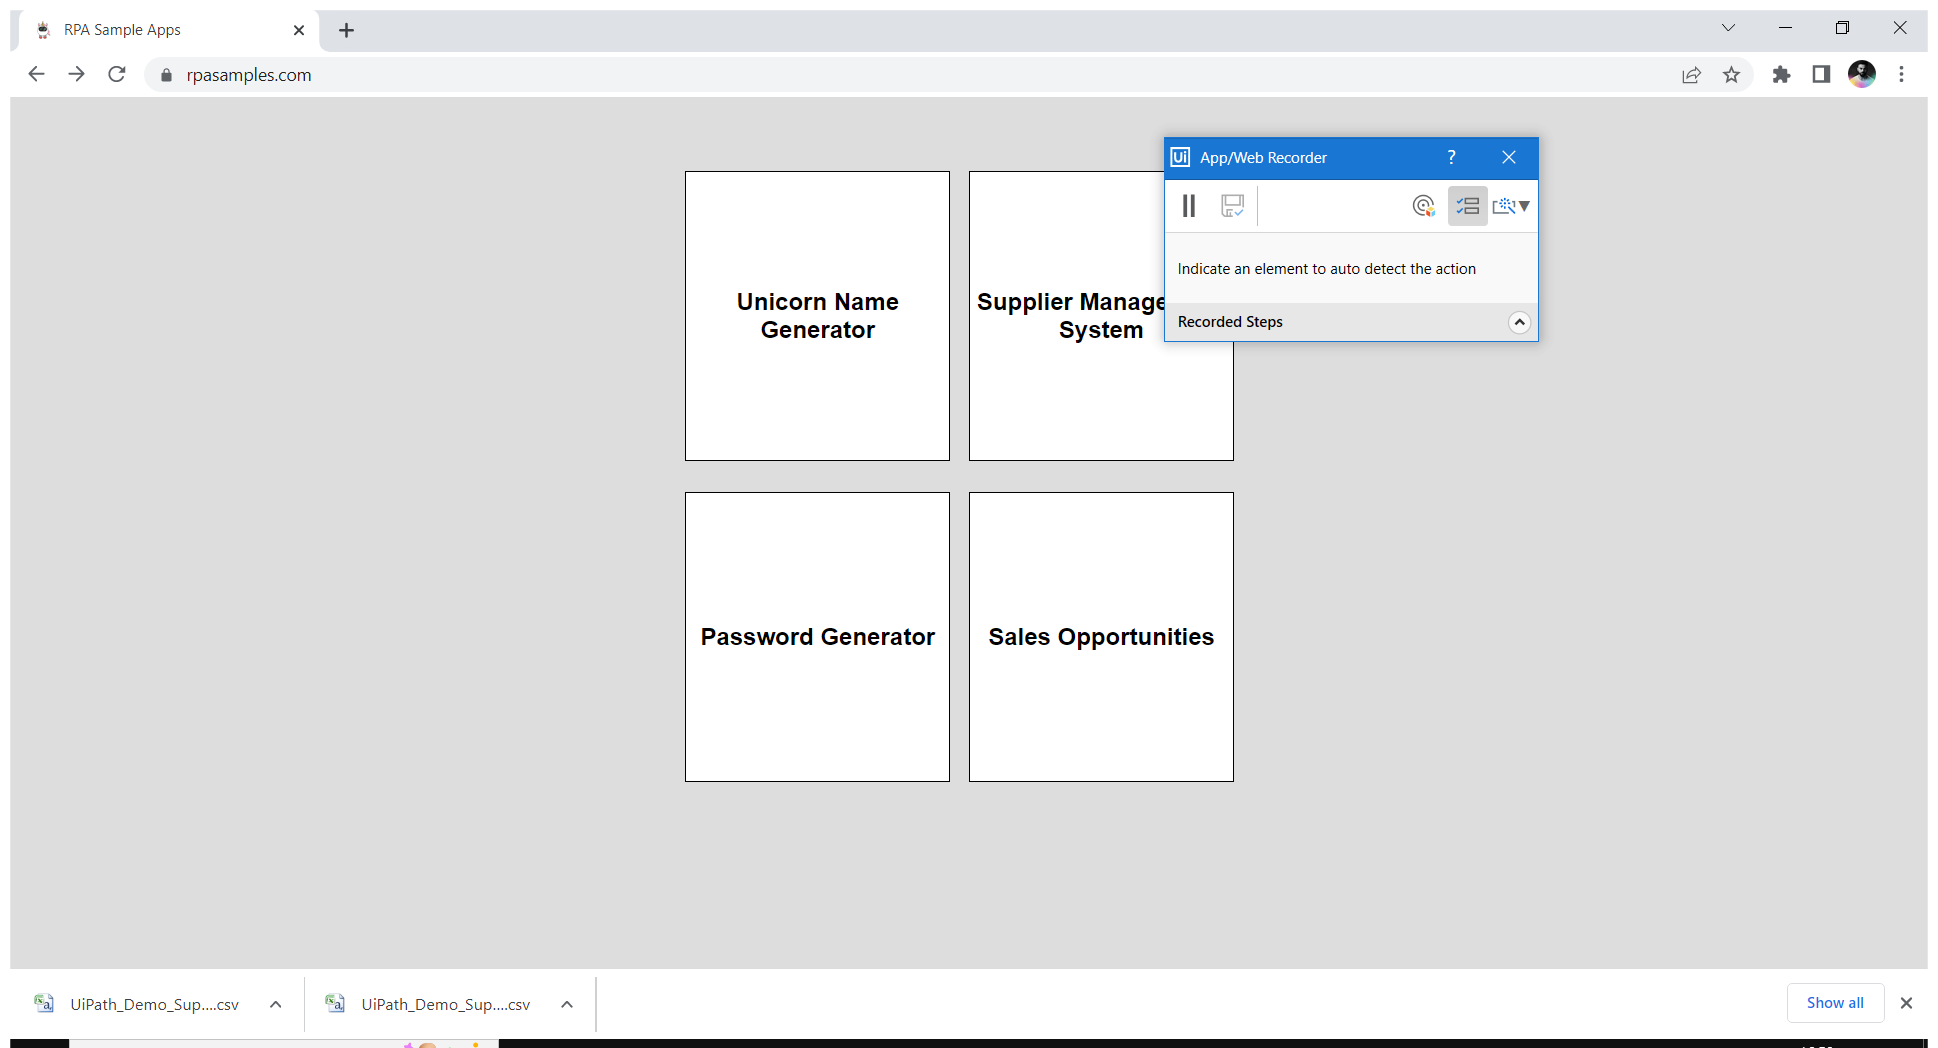 RPA Sample Apps
rpasamples.com
Ui App/Web Recorder ?
Indicate an element to auto detect the action
Recorded Steps
Unicorn Name
Generator
Supplier Manage
System
Password Generator
Sales Opportunities
UiPath_Demo_Sup....csv
UiPath_Demo_Sup....csv
Show all